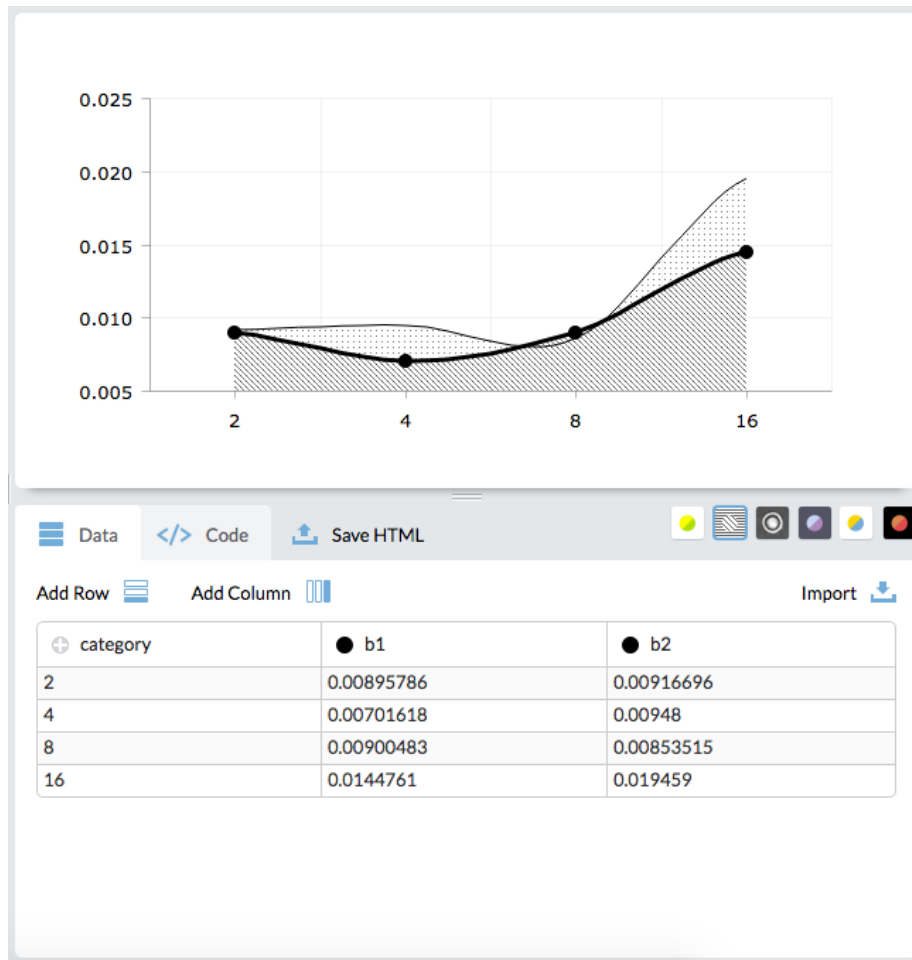 0.025
0.020
0.015
0.010
0.005
2 4 8 16
Data </> Code Save HTML
Add Row Add Column Import
category b1 b2
2 0.00895786 0.00916696
4 0.00701618 0.00948
8 0.00900483 0.00853515
16 0.0144761 0.019459